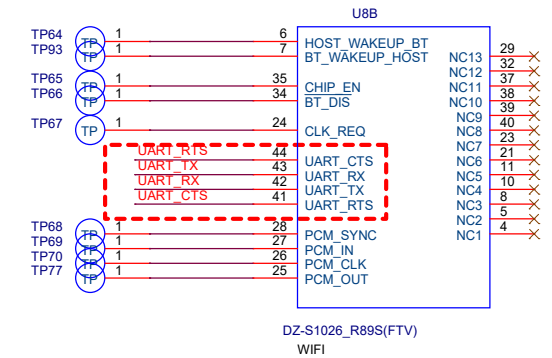 U8B
TP64 TP 1 6 HOST_WAKEUP_BT
TP93 TP 1 7 BT_WAKEUP_HOST
TP65 TP 1 35 CHIP_EN
TP66 TP 1 34 BT_DIS
TP67 TP 1 24 CLK_REQ
UART_RTS 44 UART_CTS
UART_TX 43 UART_RX
UART_RX 42 UART_TX
UART_CTS 41 UART_RTS
TP68 TP 1 28 PCM_SYNC
TP69 TP 1 27 PCM_IN
TP70 TP 1 26 PCM_CLK
TP77 TP 1 25 PCM_OUT
NC13 29
NC12 32
NC11 37
NC10 38
NC9 39
NC8 40
NC7 23
NC6 21
NC5 11
NC4 10
NC3 8
NC2 5
NC1 4
DZ-S1026_R89S(FTV)
WIFI